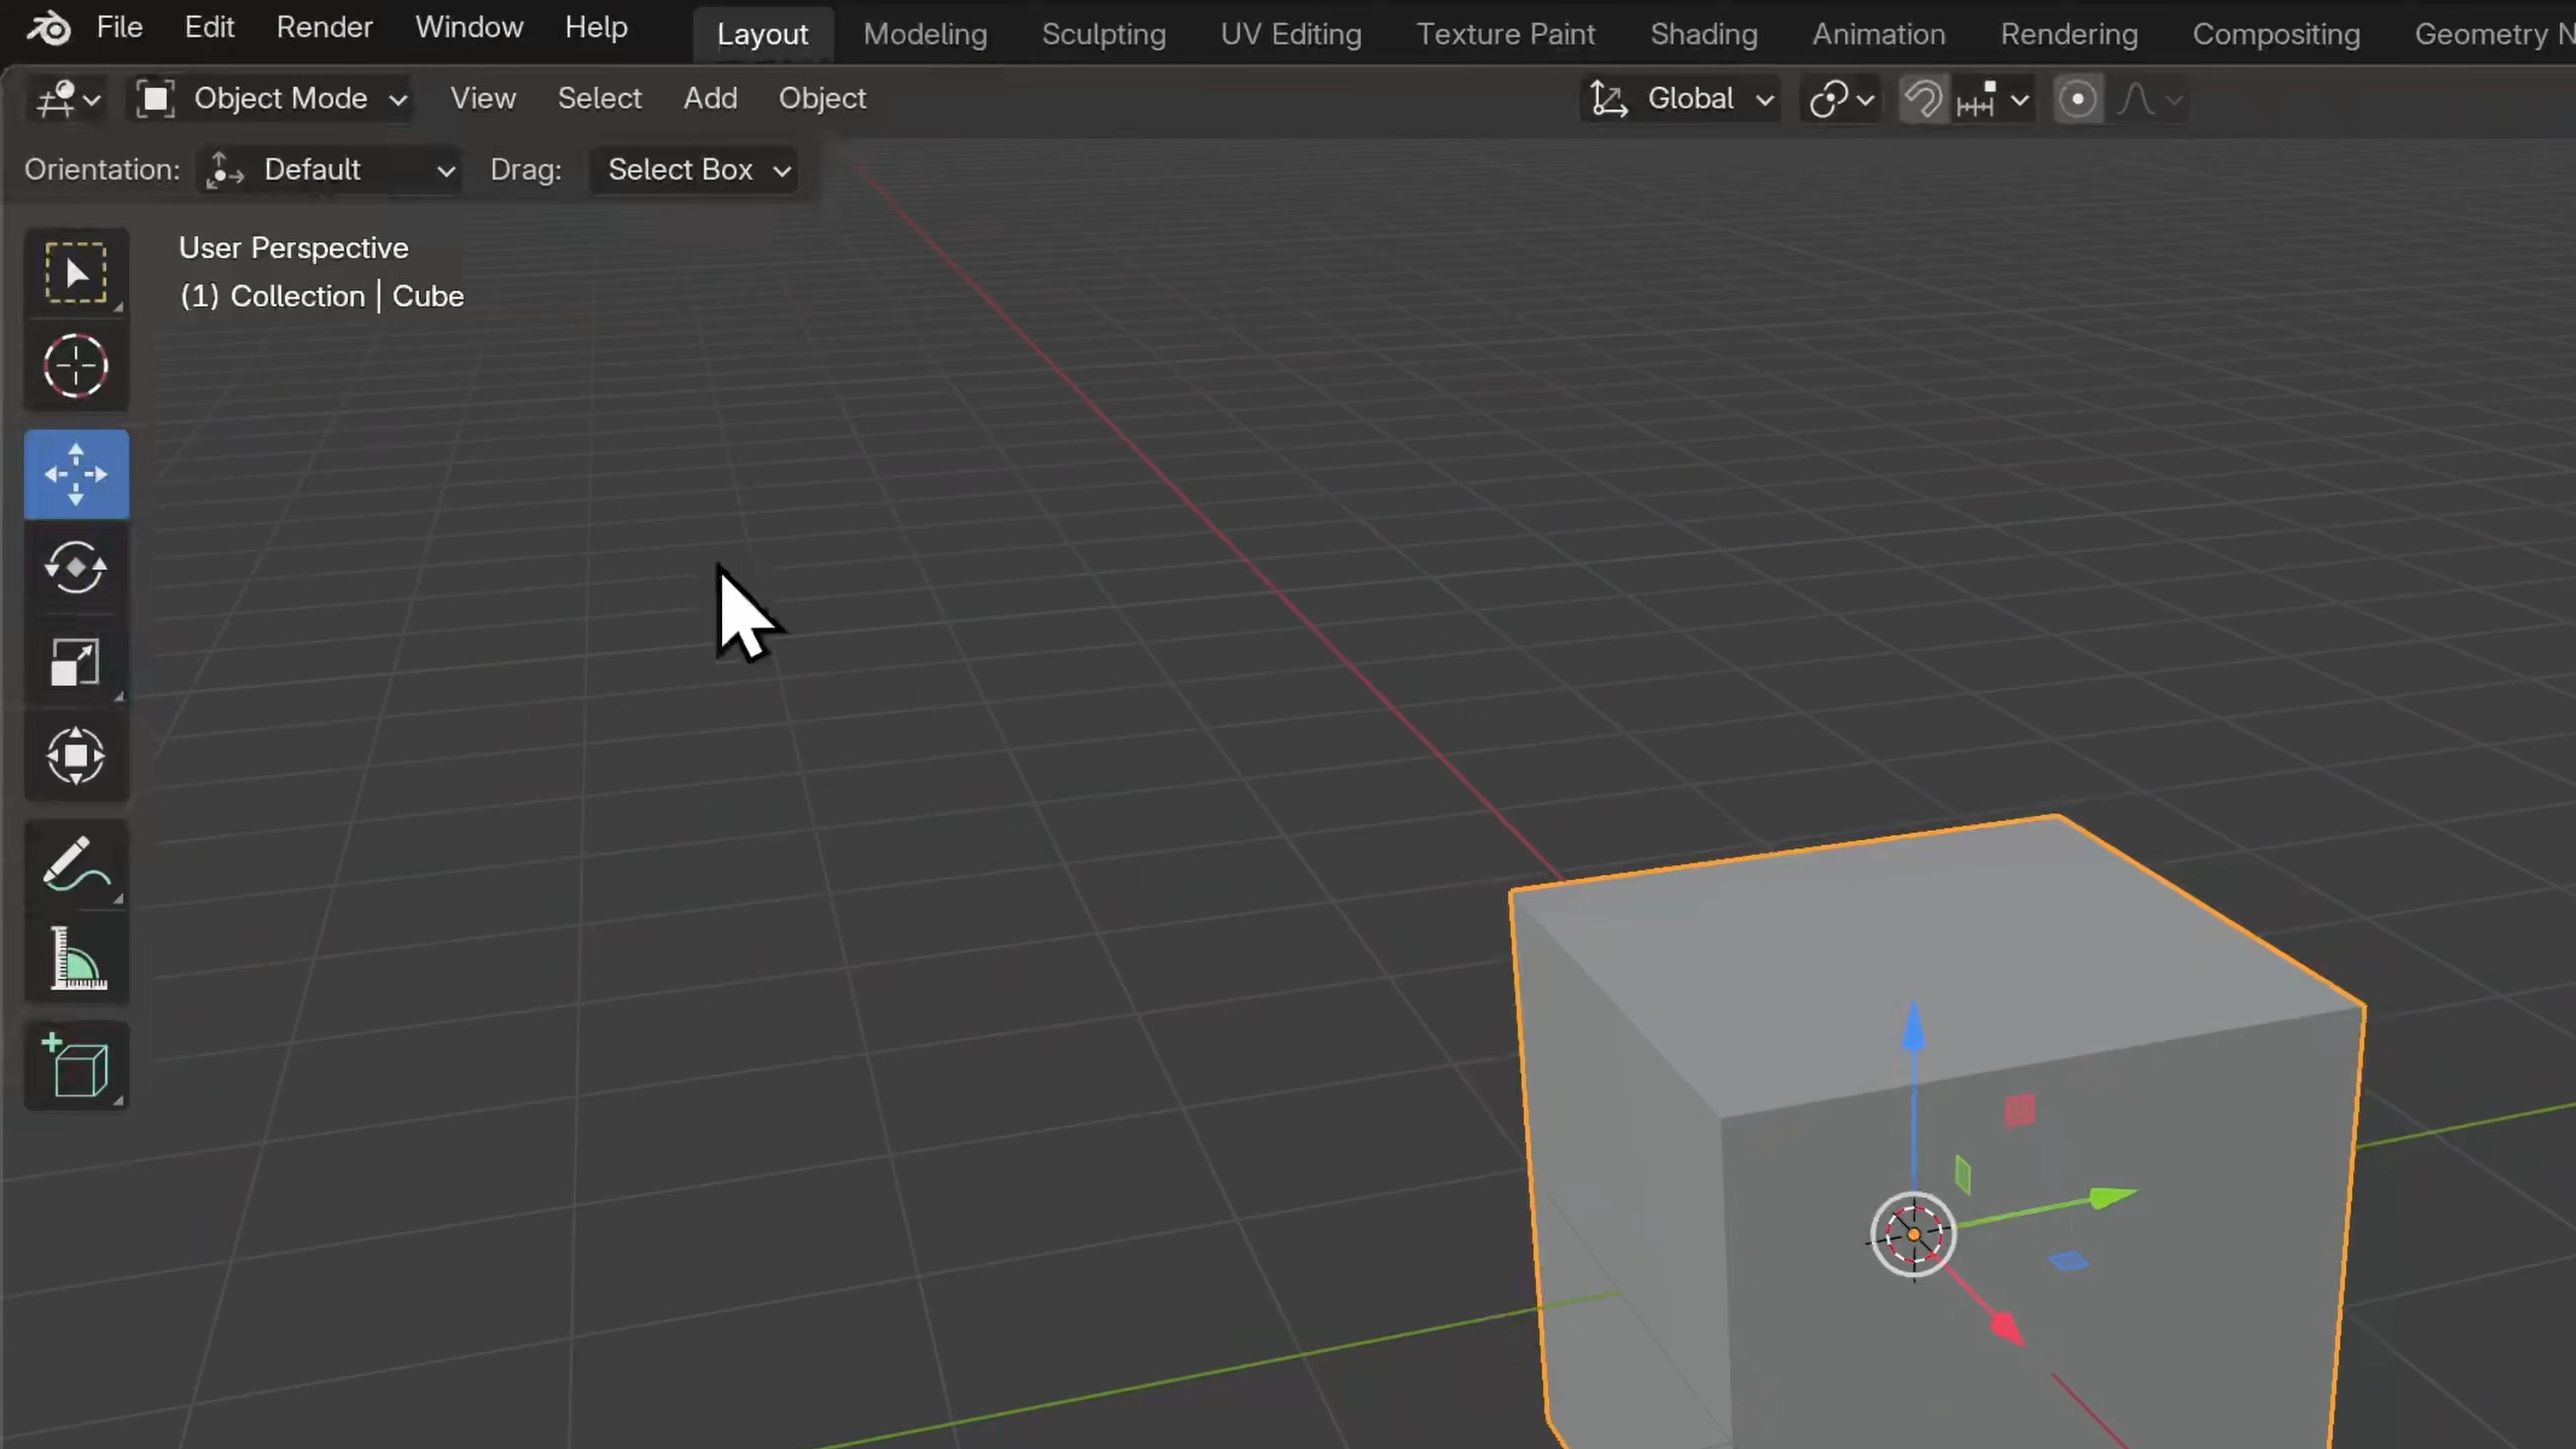 File Edit Render Window Help Layout Modeling Sculpting UV Editing Texture Paint Shading Animation Rendering Compositing Geometry N
Object Mode View Select Add Object Global
Orientation: Default Drag: Select Box
User Perspective
(1) Collection | Cube